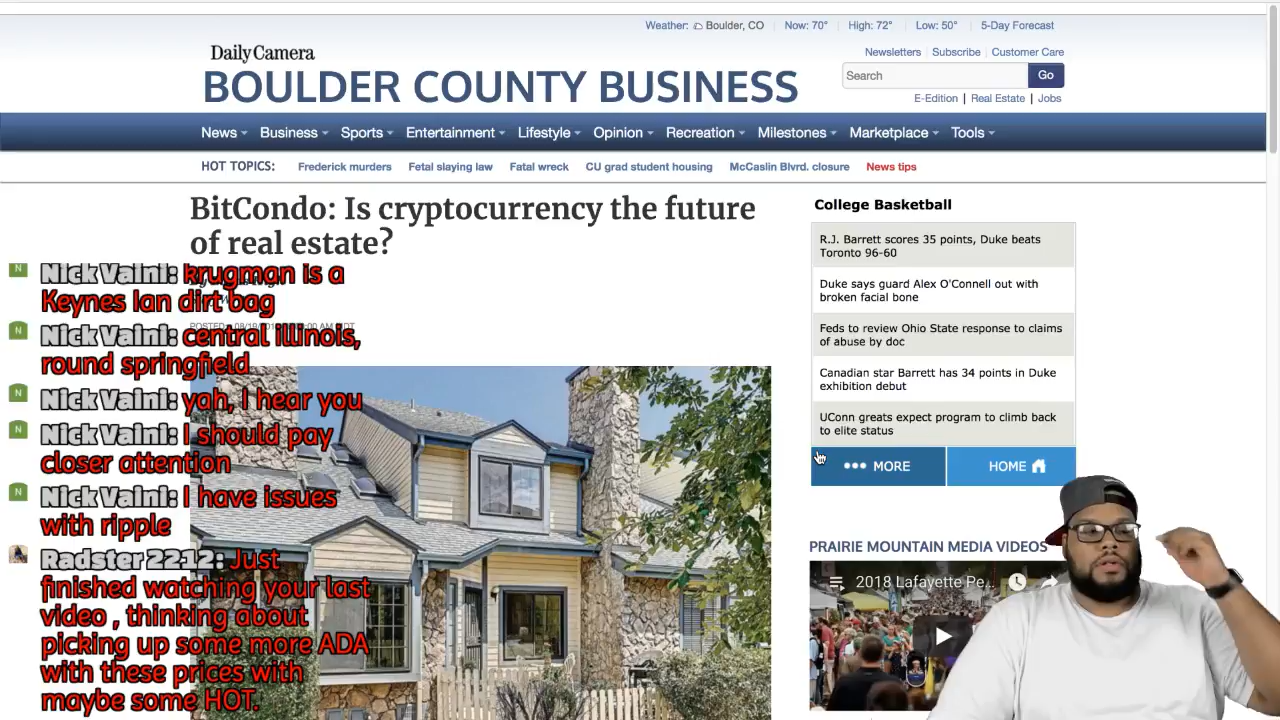 Weather: Boulder, CO Now: 70° High: 72° Low: 50° 5-Day Forecast
Daily Camera
BOULDER COUNTY BUSINESS
Newsletters Subscribe Customer Care
Search Go
E-Edition | Real Estate | Jobs
News Business Sports Entertainment Lifestyle Opinion Recreation Milestones Marketplace Tools
HOT TOPICS: Frederick murders Fetal slaying law Fatal wreck CU grad student housing McCaslin Blvd. closure News tips
BitCondo: Is cryptocurrency the future
of real estate?
N
Nick Vaini: krugman is a
Keynes Ian dirt bag
N
Nick Vaini: central illinois,
round springfield
N
Nick Vaini: yah, I hear you
N
Nick Vaini: I should pay
closer attention
N
Nick Vaini: I have issues
with ripple
Radster 2212: Just
finished watching your last
video , thinking about
picking up some more ADA
with these prices with
maybe some HOT.
College Basketball
R.J. Barrett scores 35 points, Duke beats
Toronto 96-60
Duke says guard Alex O'Connell out with
broken facial bone
Feds to review Ohio State response to claims
of abuse by doc
Canadian star Barrett has 34 points in Duke
exhibition debut
UConn greats expect program to climb back
to elite status
MORE HOME
PRAIRIE MOUNTAIN MEDIA VIDEOS
2018 Lafayette Pe...